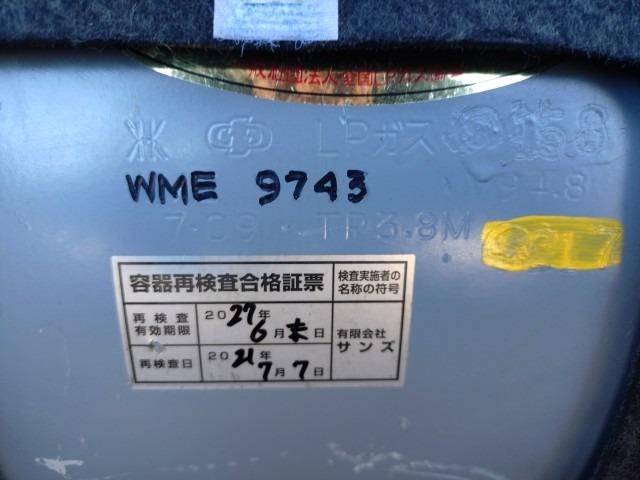 LPガス
15.8
WME 9743
94.8
TP3.8M
容器再検査合格証票
検査実施者の
名称の符号
再検査
有効期限
2027年
6月末日
有限会社
サンズ
再検査日
2021年
7月7日